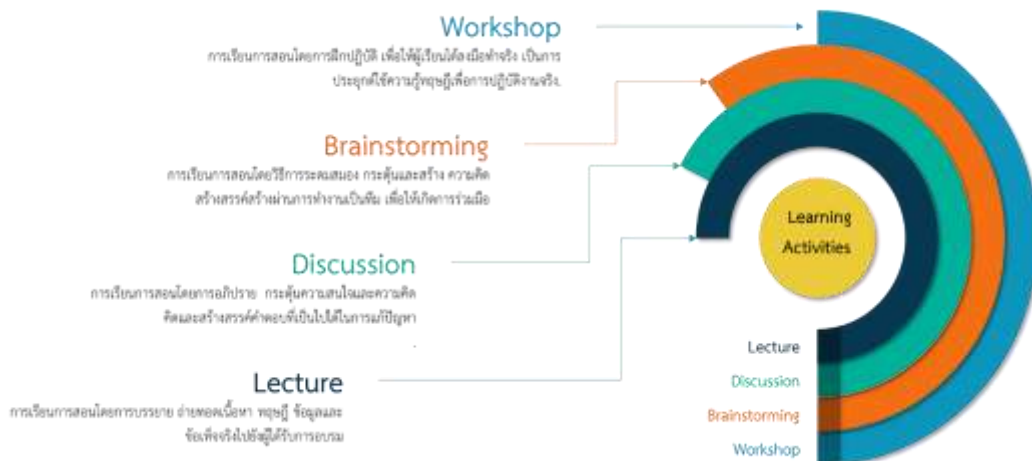 Workshop
การเรียนการสอนโดยการฝึกปฏิบัติ เพื่อให้ผู้เรียนได้ลงมือทำจริง เป็นการ
ประยุกต์ใช้ความรู้ทฤษฎีเพื่อการปฏิบัติงานจริง.
Brainstorming
การเรียนการสอนโดยวิธีการระดมสมอง กระตุ้นและสร้าง ความคิด
สร้างสรรค์สร้างผ่านการทำงานเป็นทีม เพื่อให้เกิดการร่วมมือ
Discussion
การเรียนการสอนโดยการอภิปราย กระตุ้นความสนใจและความคิด
คิดและสร้างสรรค์คำตอบที่เป็นไปได้ในการแก้ปัญหา
.
Lecture
การเรียนการสอนโดยการบรรยาย ถ่ายทอดเนื้อหา ทฤษฎี ข้อมูลและ
ข้อเท็จจริงไปยังผู้ได้รับการอบรม
Learning
Activities
Lecture
Discussion
Brainstorming
Workshop